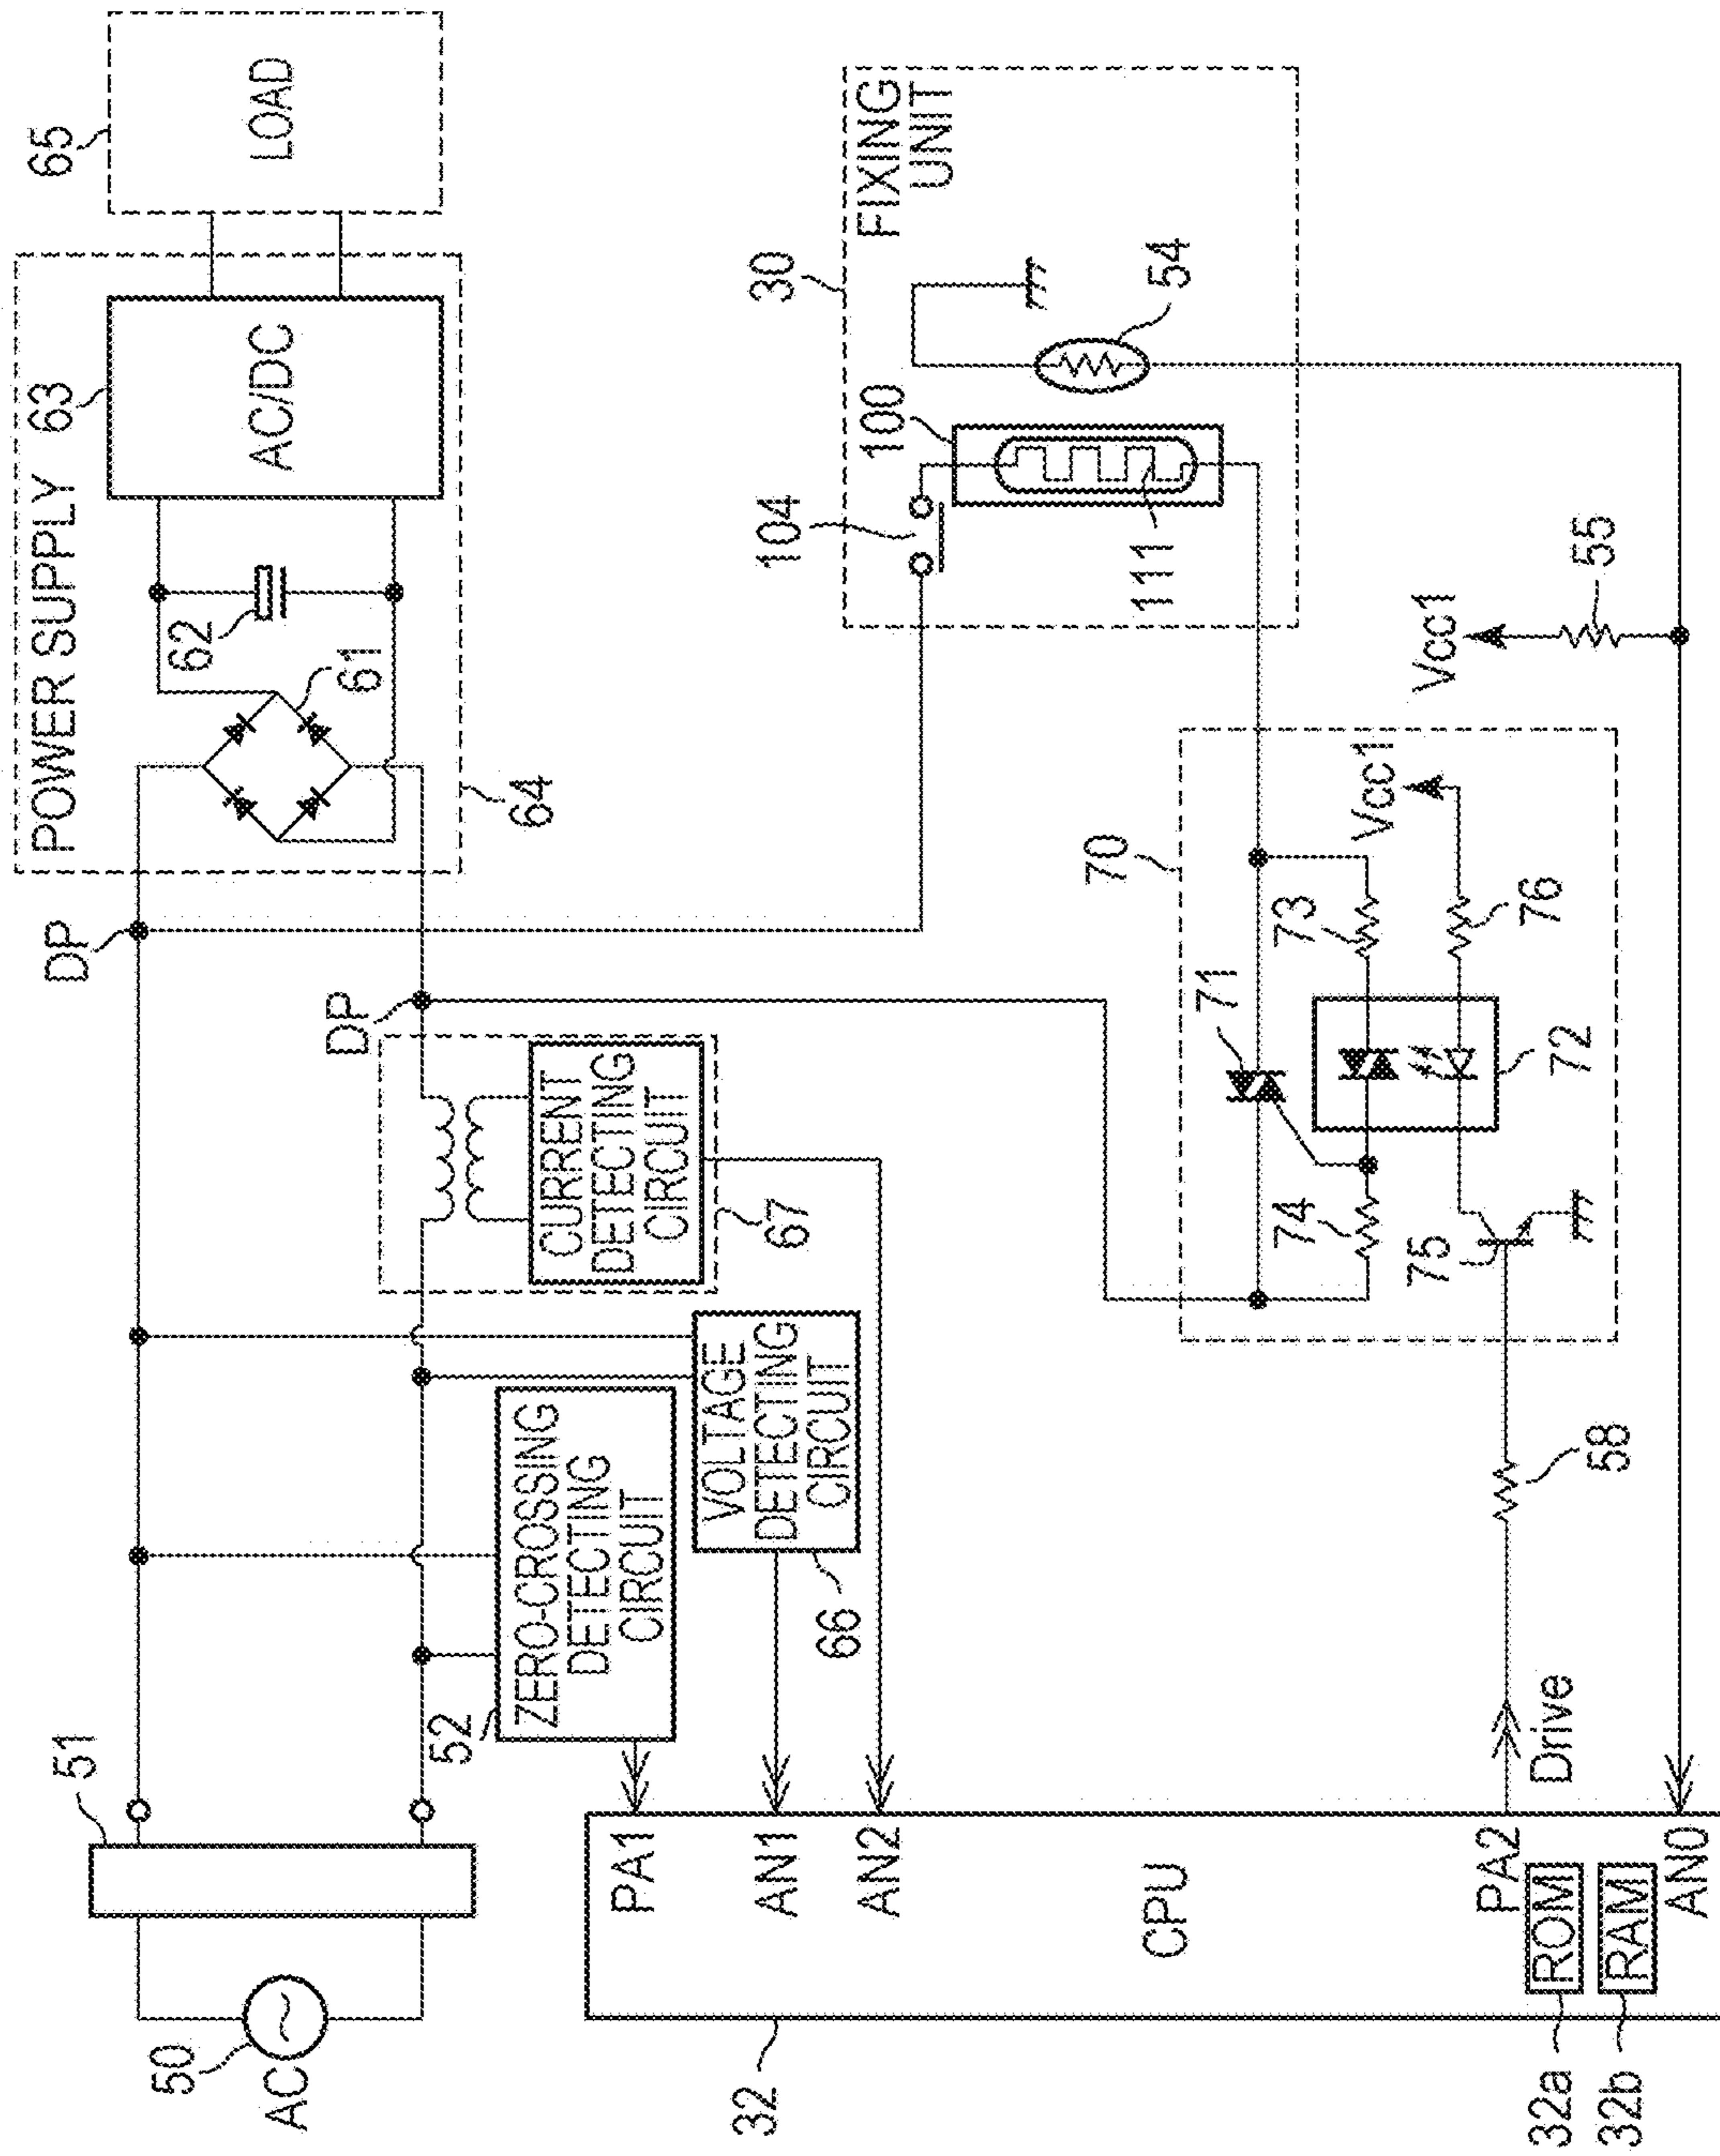 POWER SUPPLY
63
65
AC/DC
LOAD
62
61
64
DP
DP
51
50
AC
52
ZERO-CROSSING
DETECTING
CIRCUIT
VOLTAGE
DETECTING
CIRCUIT
66
CURRENT
DETECTING
CIRCUIT
67
30
FIXING
UNIT
104
100
111
54
32
PA1
AN1
AN2
CPU
PA2
ROM
RAM
AN0
32a
32b
Drive
58
70
71
73
74
Vcc1
75
72
76
Vcc1
55